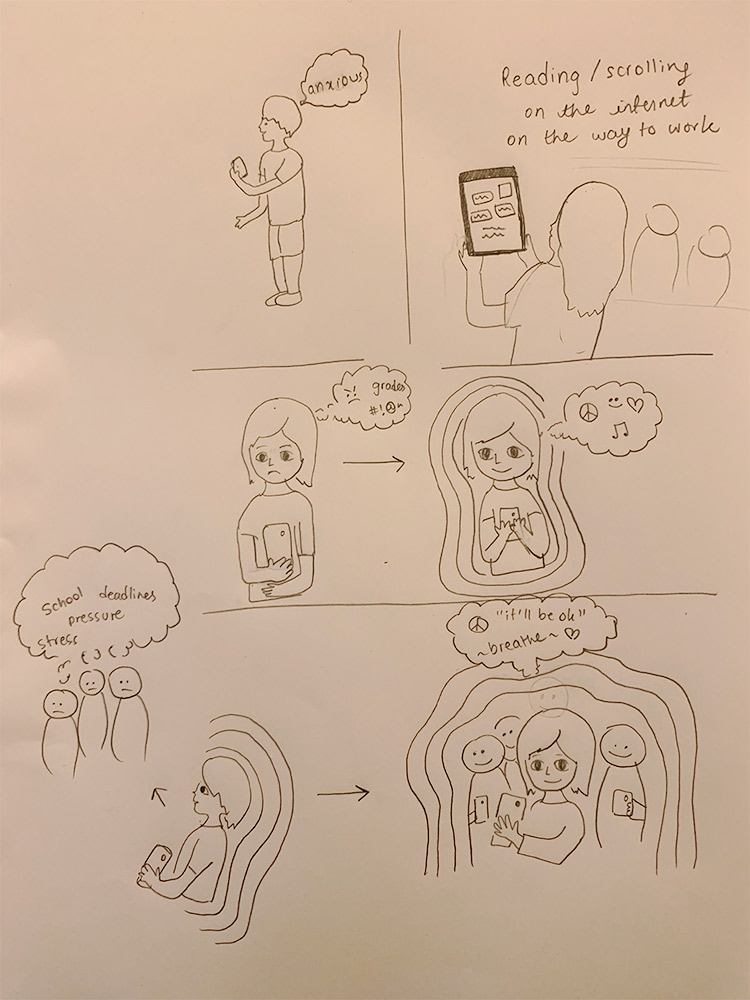 anxious
Reading / scrolling
on the internet
on the way to work
grades
#!
school deadlines
pressure
stress
"it'll be ok"
~breathe~